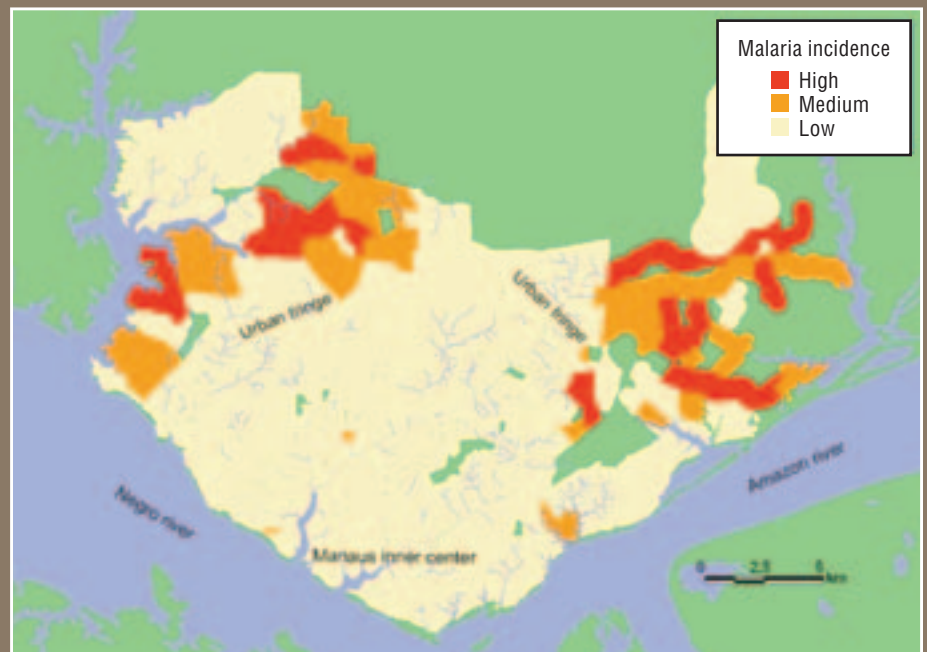 Malaria incidence
High
Medium
Low
Urban fringe
Urban fringe
Negro river
Amazon river
Manaus inner center
0 2.5 5
km